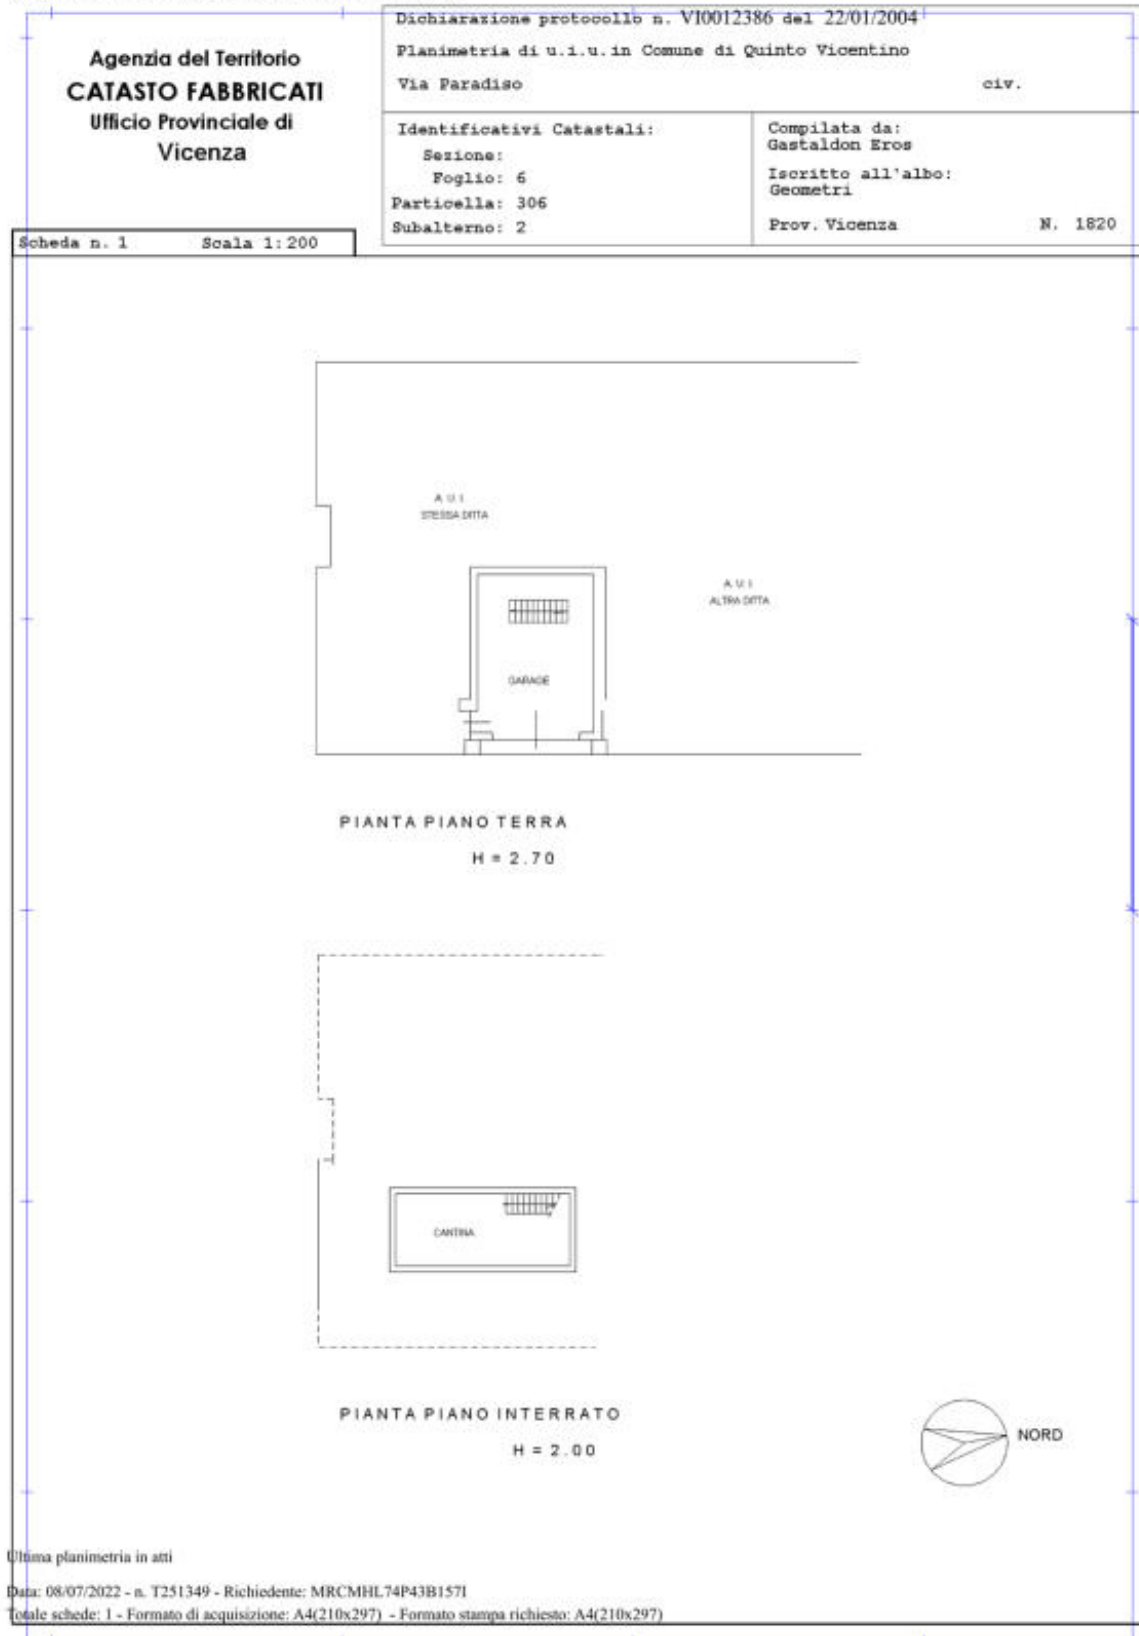 Agenzia del Territorio
CATASTO FABBRICATI
Ufficio Provinciale di
Vicenza
Dichiarazione protocollo n. VI0012386 del 22/01/2004
Planimetria di u.i.u. in Comune di Quinto Vicentino
Via Paradiso civ.
Identificativi Catastali:
Sezione:
Foglio: 6
Particella: 306
Subalterno: 2
Compilata da:
Gastaldon Eros
Iscritto all'albo:
Geometri
Prov. Vicenza N. 1820
Scheda n. 1 Scala 1:200
A.U.I.
STESSA DITTA
A.U.I.
ALTRA DITTA
GARAGE
PIANTA PIANO TERRA
H = 2.70
CANTINA
PIANTA PIANO INTERRATO
H = 2.00
NORD
Ultima planimetria in atti
Data: 08/07/2022 - n. T251349 - Richiedente: MRCMHL74P43B157I
Totale schede: 1 - Formato di acquisizione: A4(210x297) - Formato stampa richiesto: A4(210x297)